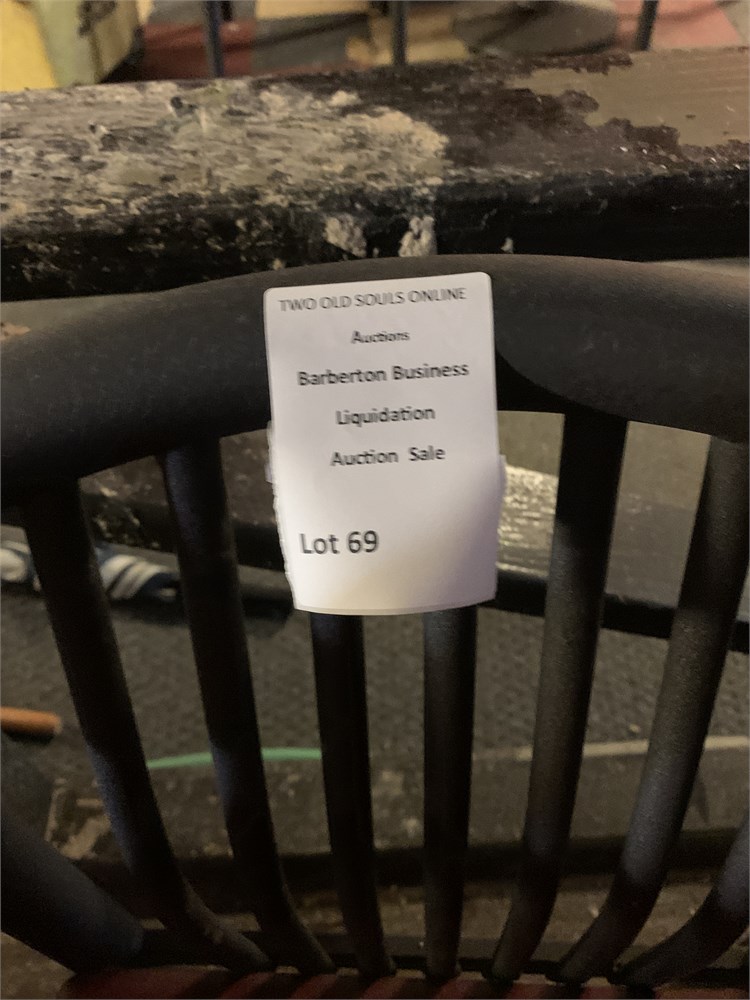 TWO OLD SOULS ONLINE
Auctions
Barberton Business
Liquidation
Auction Sale
Lot 69